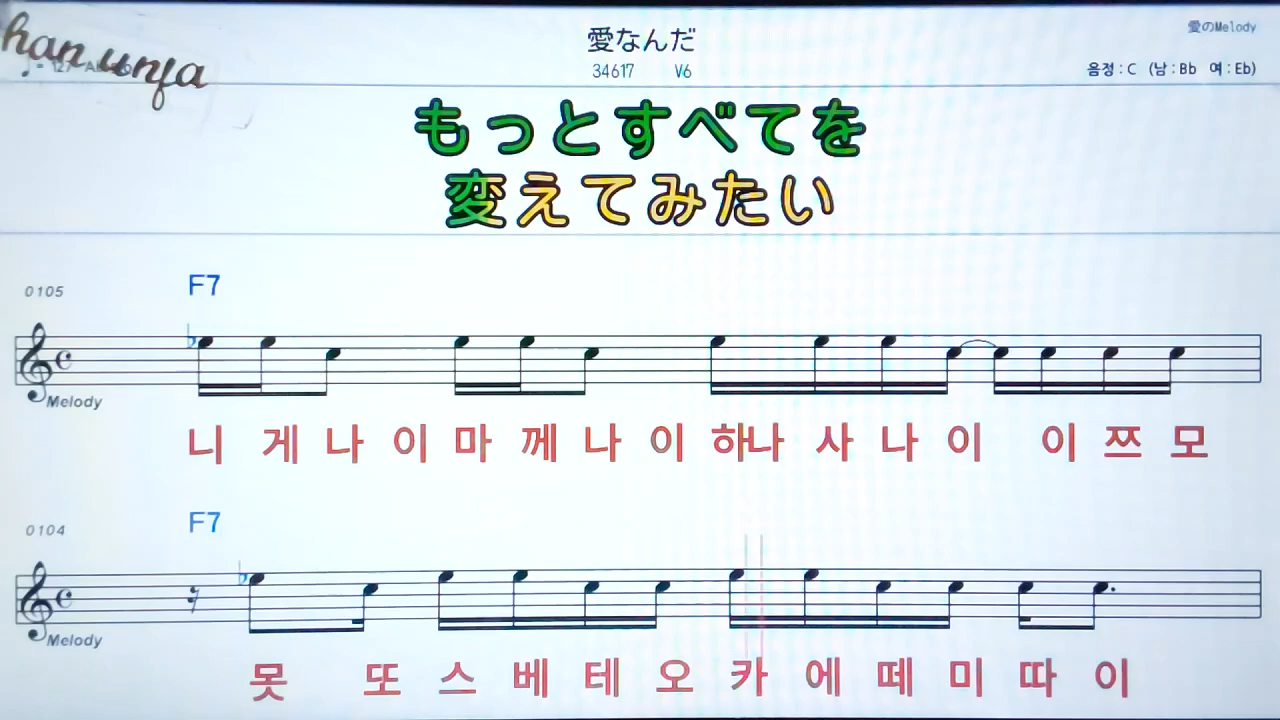 han unja
愛なんだ
愛のMelody
34617 V6
음정 : C (남 : Bb 여 : Eb)
もっとすべてを
変えてみたい
0105
F7
Melody
니 게 나 이 마 께 나 이 하나 사 나 이 이 쯔 모
0104
F7
Melody
못 또 스 베 테 오 카 에 떼 미 따 이